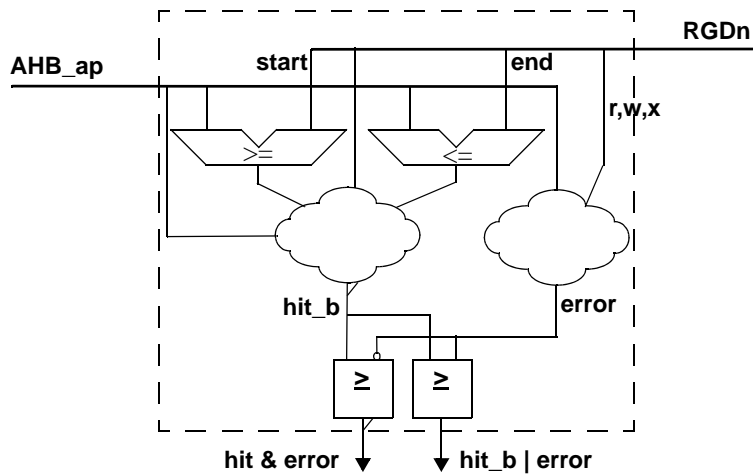 RGDn
AHB_ap
start
end
r,w,x
>=
<=
hit_b
error
≥
≥
hit & error
hit_b | error